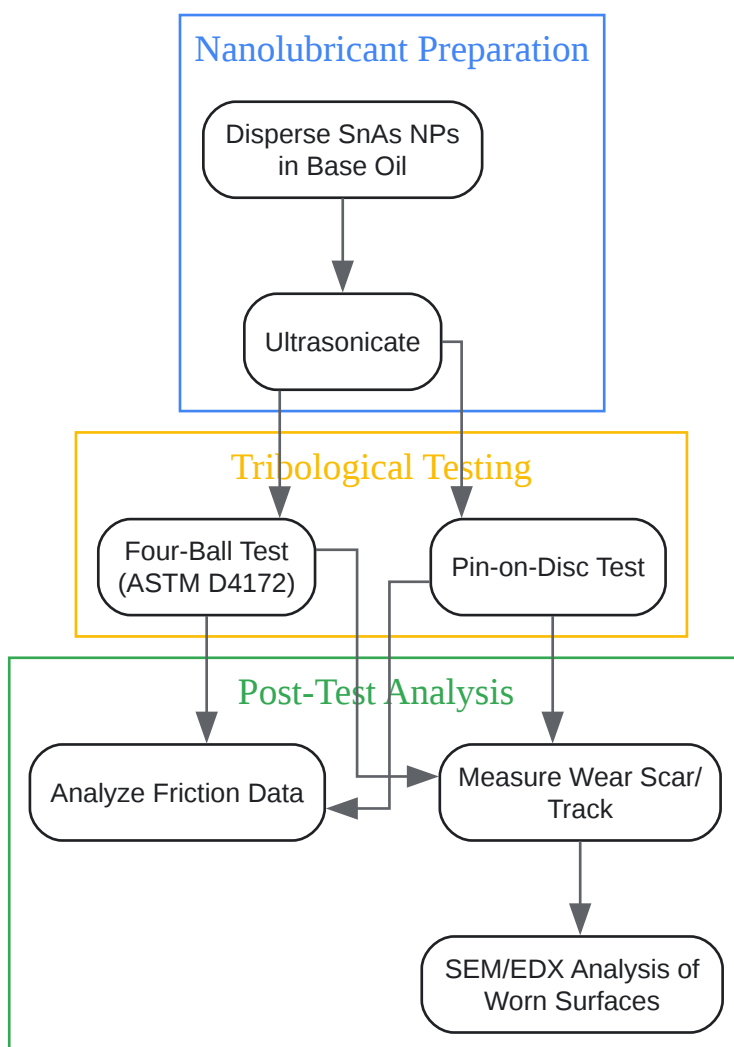 Nanolubricant Preparation
Disperse SnAs NPs
in Base Oil
Ultrasonicate
Tribological Testing
Four-Ball Test
(ASTM D4172)
Pin-on-Disc Test
Post-Test Analysis
Analyze Friction Data
Measure Wear Scar/
Track
SEM/EDX Analysis of
Worn Surfaces